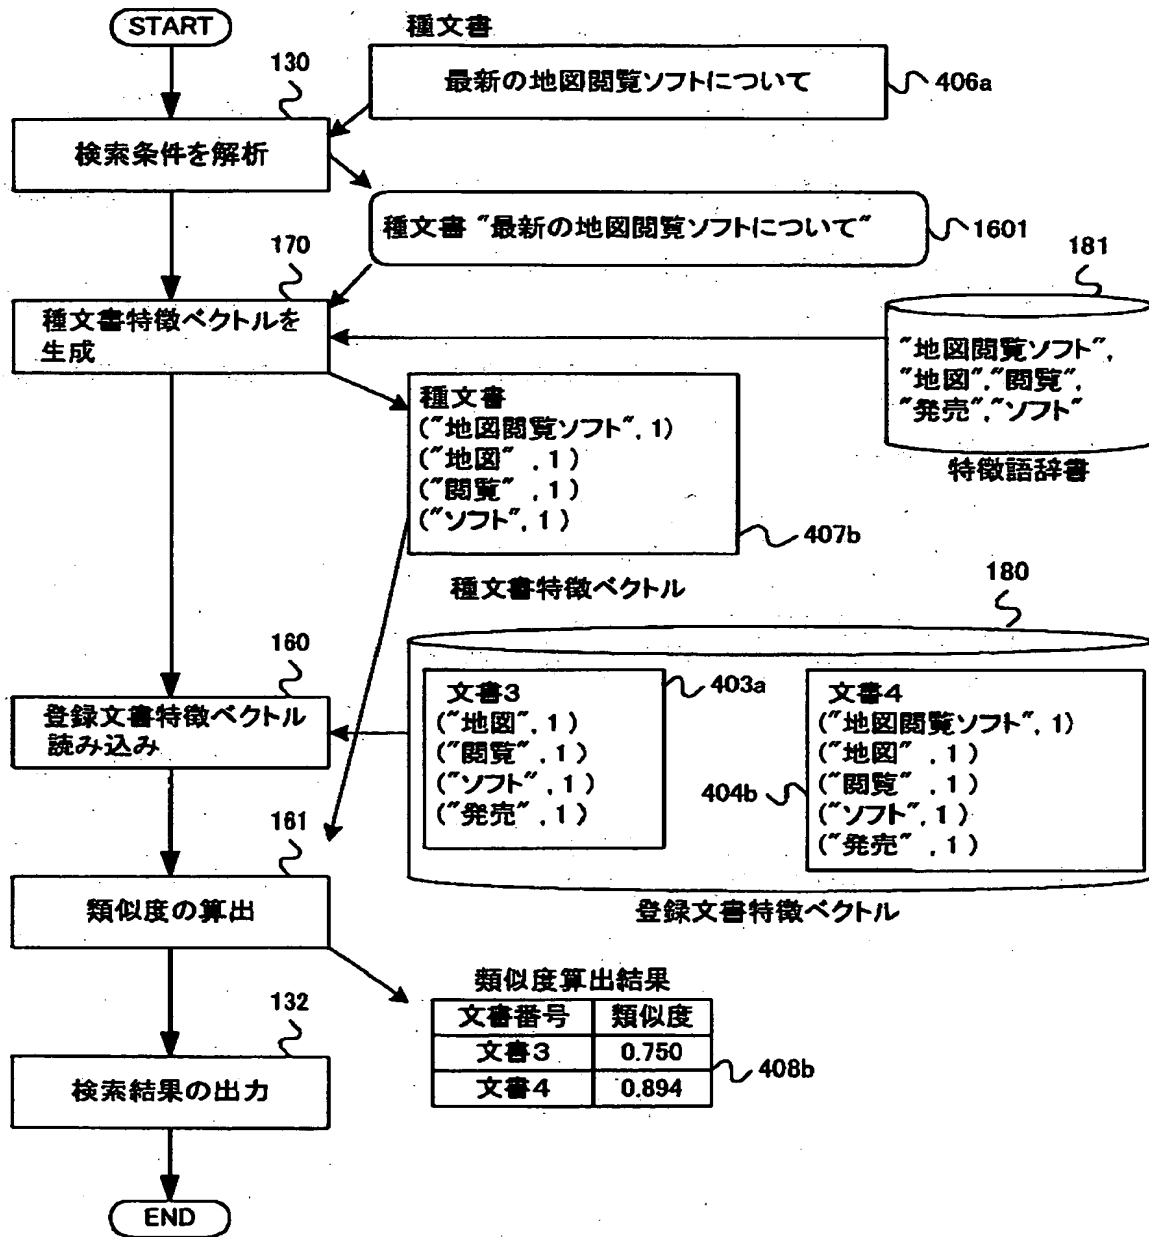 START
種文書
130
最新の地図閲覧ソフトについて
406a
検索条件を解析
種文書 "最新の地図閲覧ソフトについて"
1601
170
181
種文書特徴ベクトルを
生成
"地図閲覧ソフト",
"地図","閲覧",
"発売","ソフト"
特徴語辞書
種文書
("地図閲覧ソフト", 1)
("地図" , 1)
("閲覧" , 1)
("ソフト", 1)
407b
種文書特徴ベクトル
180
160
登録文書特徴ベクトル
読み込み
文書3
("地図", 1)
("閲覧", 1)
("ソフト", 1)
("発売", 1)
403a
文書4
("地図閲覧ソフト", 1)
("地図" , 1)
("閲覧" , 1)
("ソフト", 1)
("発売" , 1)
404b
登録文書特徴ベクトル
161
類似度の算出
類似度算出結果
文書番号 類似度
文書3 0.750
文書4 0.894
408b
132
検索結果の出力
END